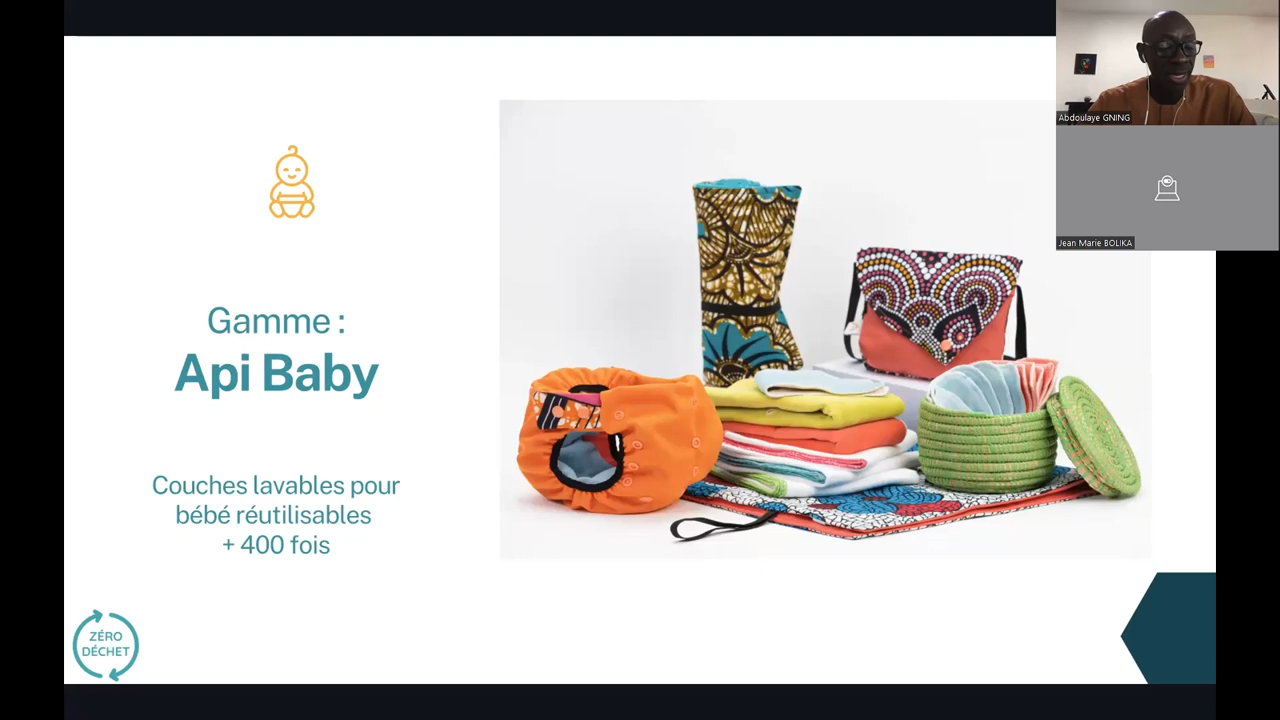 Gamme :
Api Baby
Couches lavables pour
bébé réutilisables
+ 400 fois
ZÉRO
DÉCHET
Abdoulaye GNING
Jean Marie BOLIKA